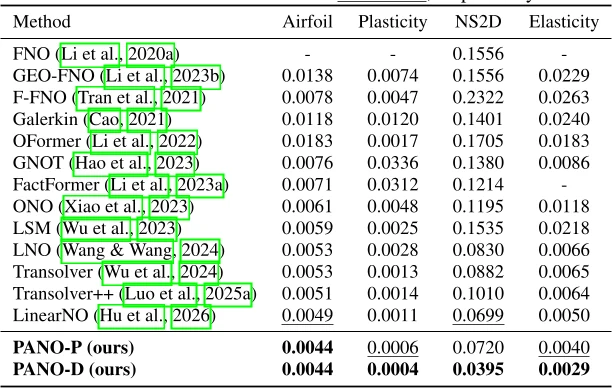 Method Airfoil Plasticity NS2D Elasticity
FNO (Li et al., 2020a) - - 0.1556 -
GEO-FNO (Li et al., 2023b) 0.0138 0.0074 0.1556 0.0229
F-FNO (Tran et al., 2021) 0.0078 0.0047 0.2322 0.0263
Galerkin (Cao, 2021) 0.0118 0.0120 0.1401 0.0240
OFormer (Li et al., 2022) 0.0183 0.0017 0.1705 0.0183
GNOT (Hao et al., 2023) 0.0076 0.0336 0.1380 0.0086
FactFormer (Li et al., 2023a) 0.0071 0.0312 0.1214 -
ONO (Xiao et al., 2023) 0.0061 0.0048 0.1195 0.0118
LSM (Wu et al., 2023) 0.0059 0.0025 0.1535 0.0218
LNO (Wang & Wang, 2024) 0.0053 0.0028 0.0830 0.0066
Transolver (Wu et al., 2024) 0.0053 0.0013 0.0882 0.0065
Transolver++ (Luo et al., 2025a) 0.0051 0.0014 0.1010 0.0064
LinearNO (Hu et al., 2026) 0.0049 0.0011 0.0699 0.0050
PANO-P (ours) 0.0044 0.0006 0.0720 0.0040
PANO-D (ours) 0.0044 0.0004 0.0395 0.0029